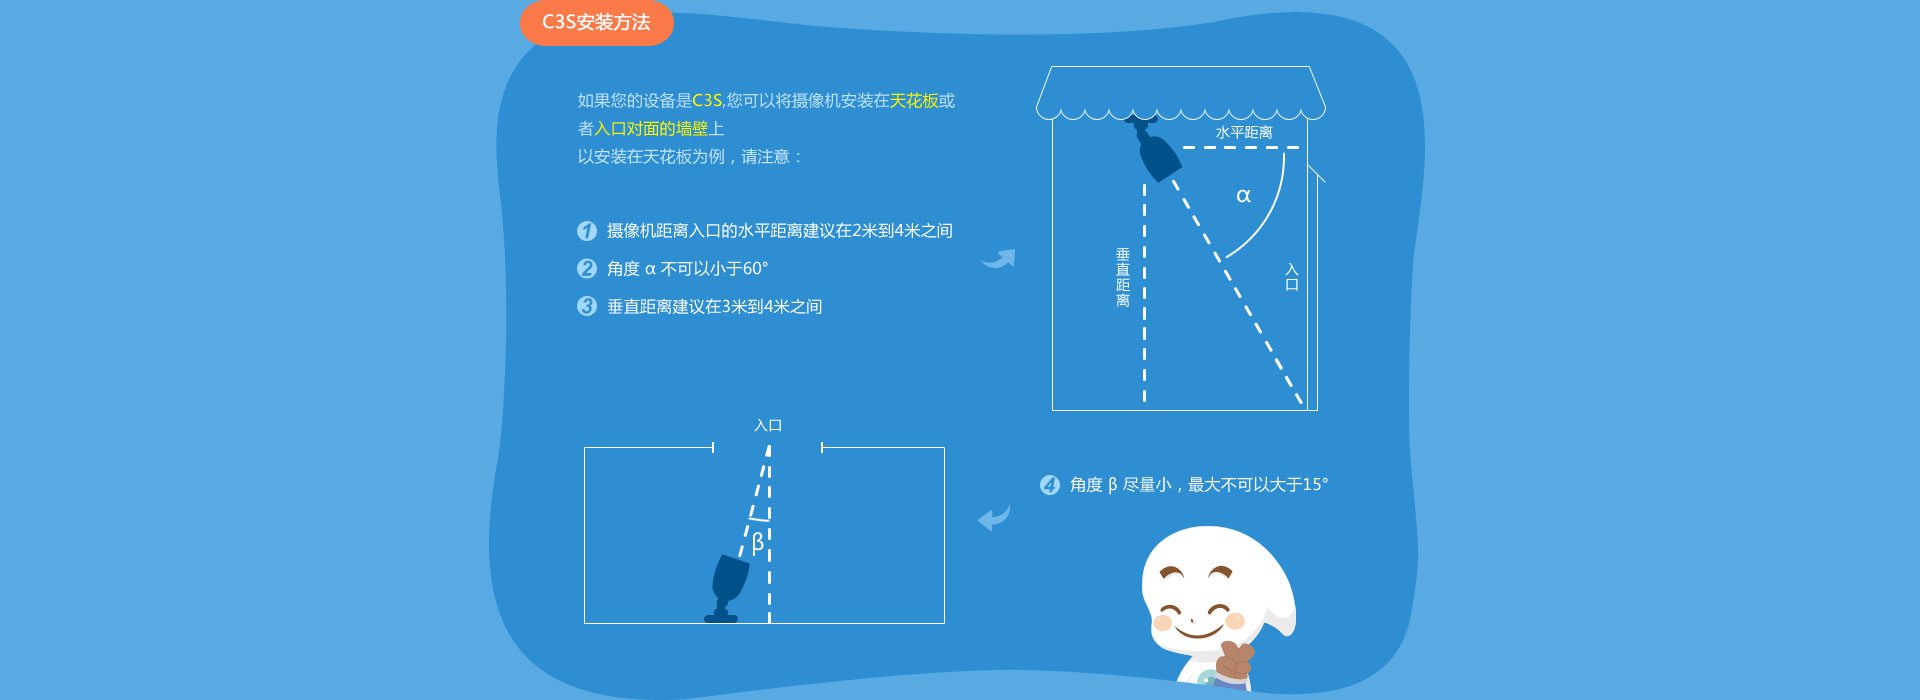 C3S安装方法
如果您的设备是C3S,您可以将摄像机安装在天花板或
者入口对面的墙壁上
以安装在天花板为例，请注意：
1 摄像机距离入口的水平距离建议在2米到4米之间
2 角度 α 不可以小于60°
3 垂直距离建议在3米到4米之间
水平距离
α
垂直距离
入口
入口
β
4 角度 β 尽量小，最大不可以大于15°